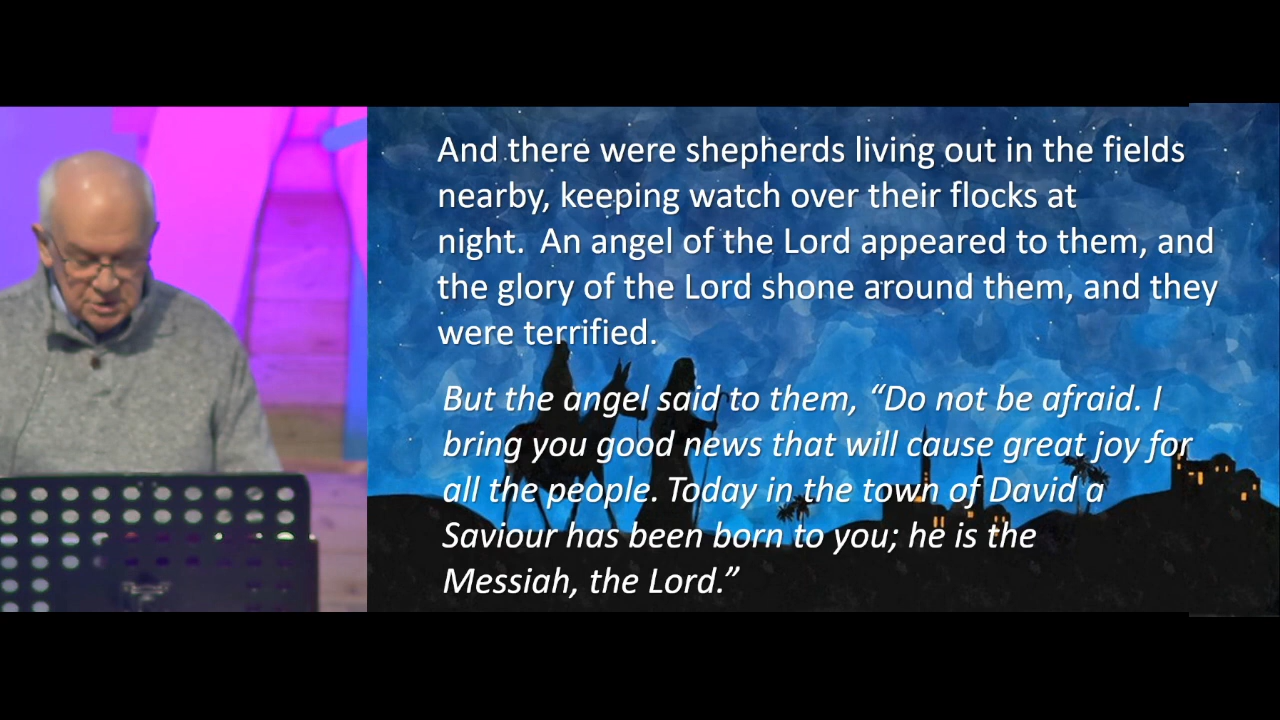 And there were shepherds living out in the fields
nearby, keeping watch over their flocks at
night.  An angel of the Lord appeared to them, and
the glory of the Lord shone around them, and they
were terrified.
But the angel said to them, “Do not be afraid. I
bring you good news that will cause great joy for
all the people. Today in the town of David a
Saviour has been born to you; he is the
Messiah, the Lord.”